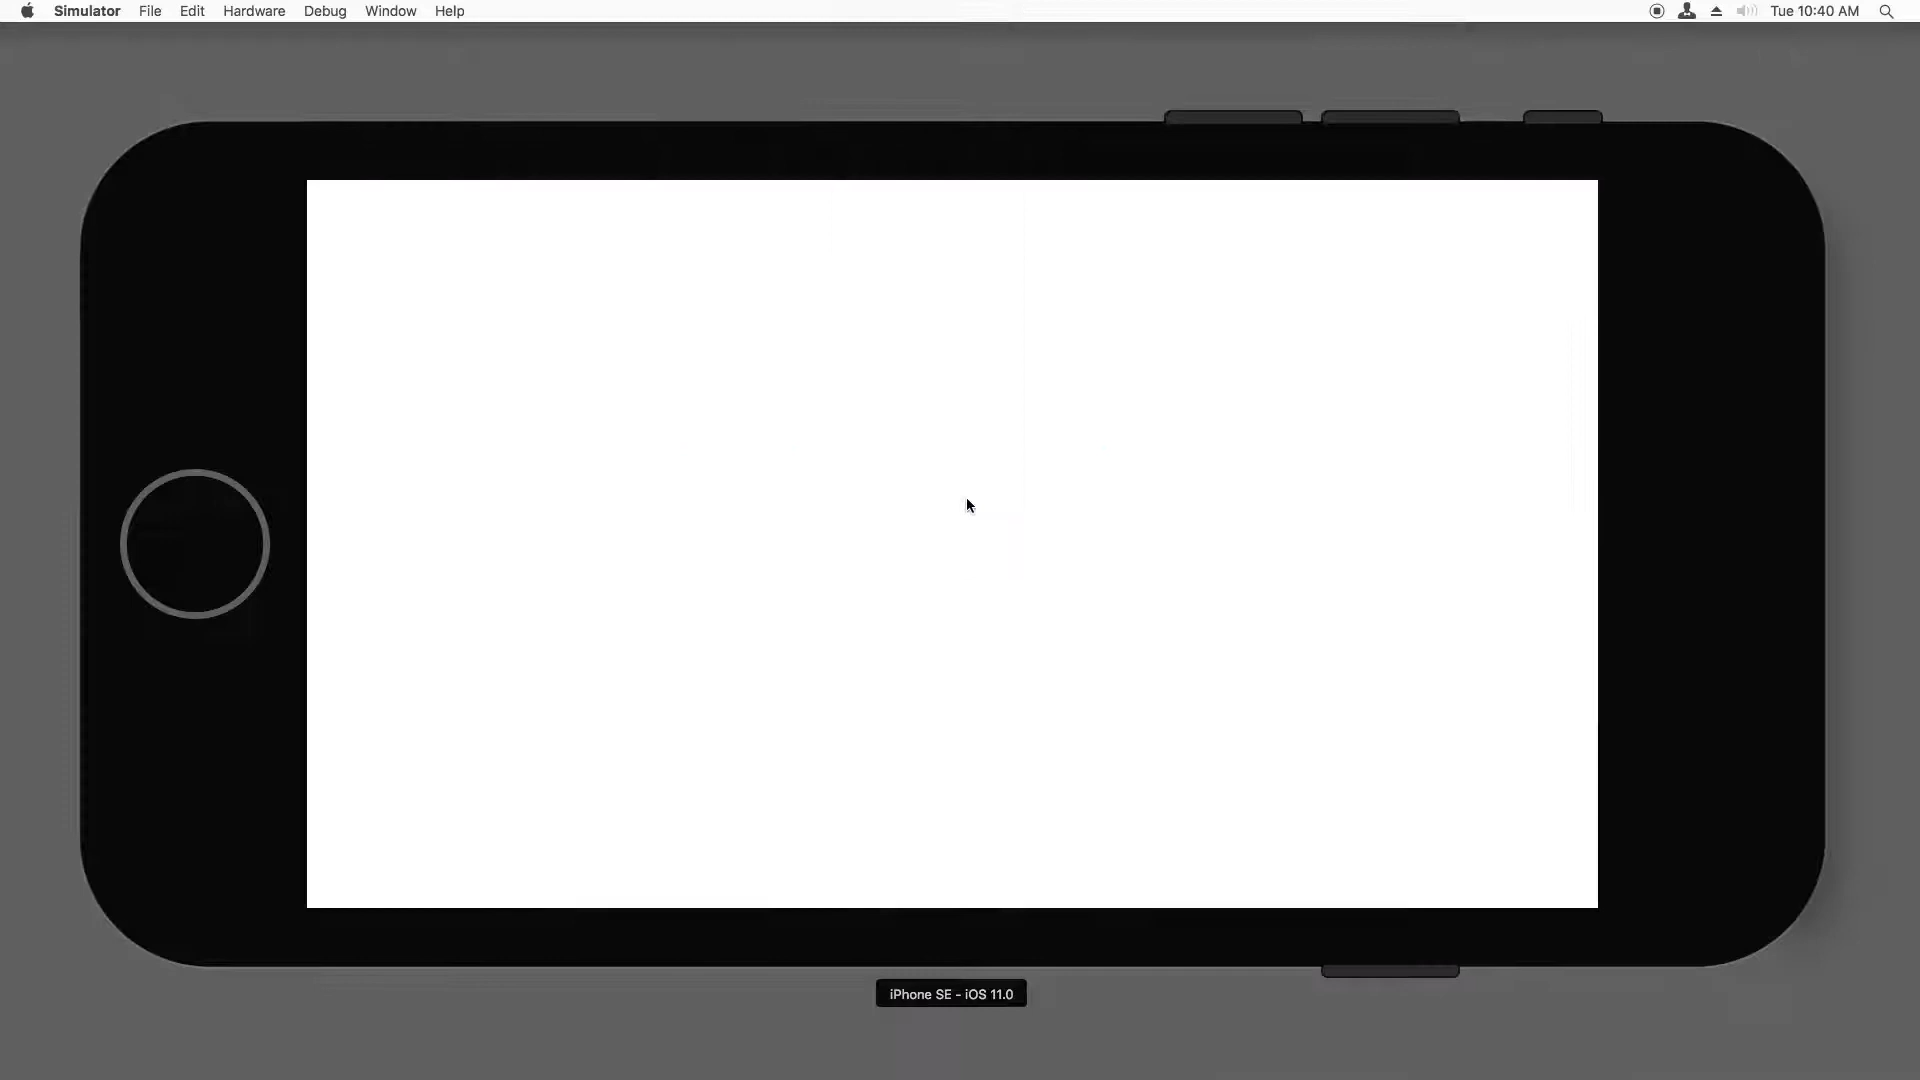 Simulator File Edit Hardware Debug Window Help Tue 10:40 AM
iPhone SE - iOS 11.0